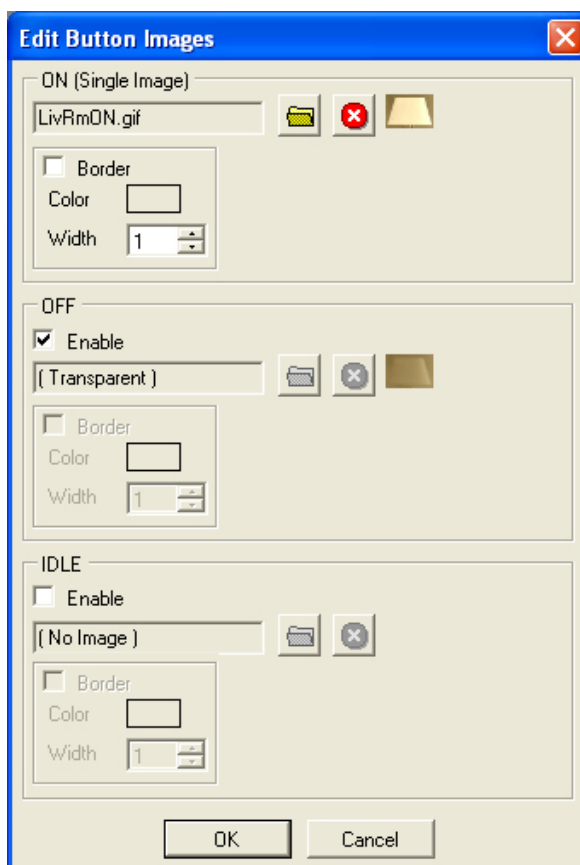 Edit Button Images
ON (Single Image)
LivRmON.gif
Border
Color
Width 1
OFF
Enable
( Transparent )
Border
Color
Width 1
IDLE
Enable
( No Image )
Border
Color
Width 1
OK Cancel